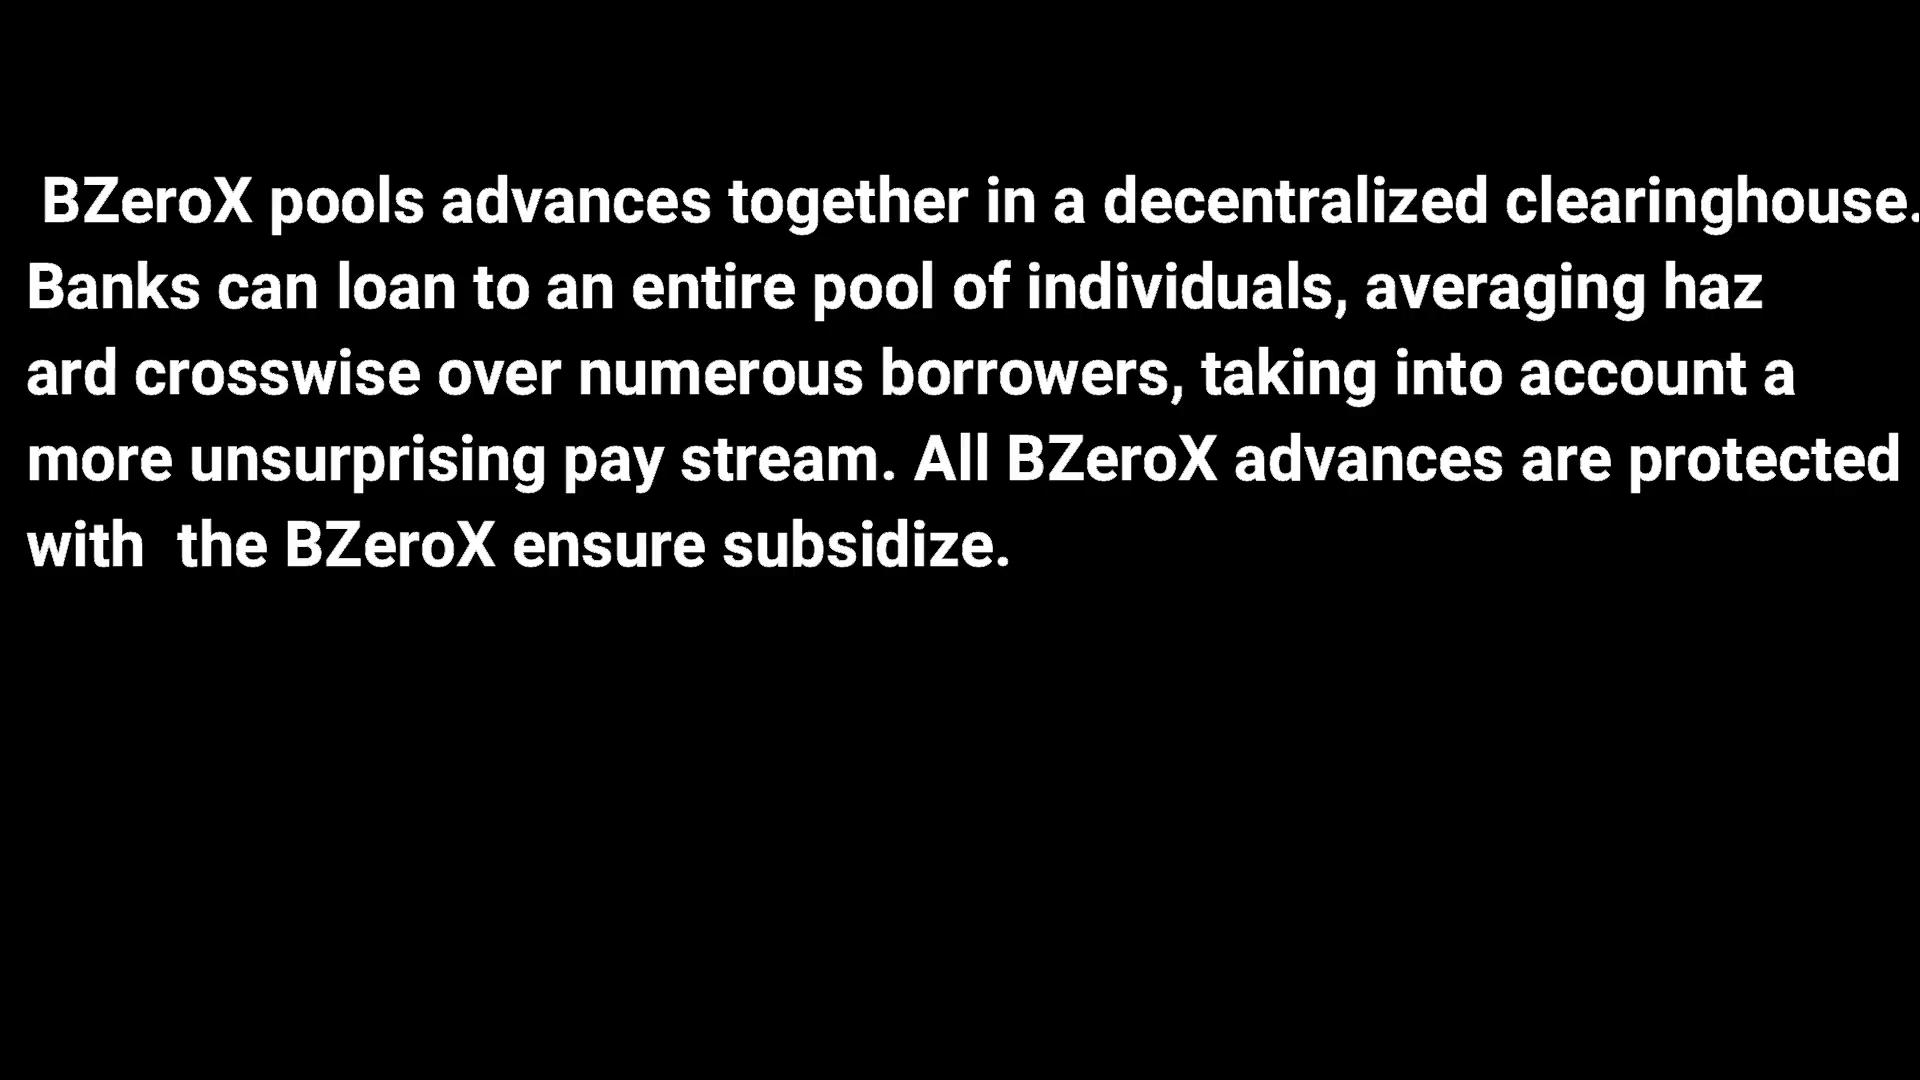 BZeroX pools advances together in a decentralized clearinghouse.
Banks can loan to an entire pool of individuals, averaging haz
ard crosswise over numerous borrowers, taking into account a
more unsurprising pay stream. All BZeroX advances are protected
with  the BZeroX ensure subsidize.